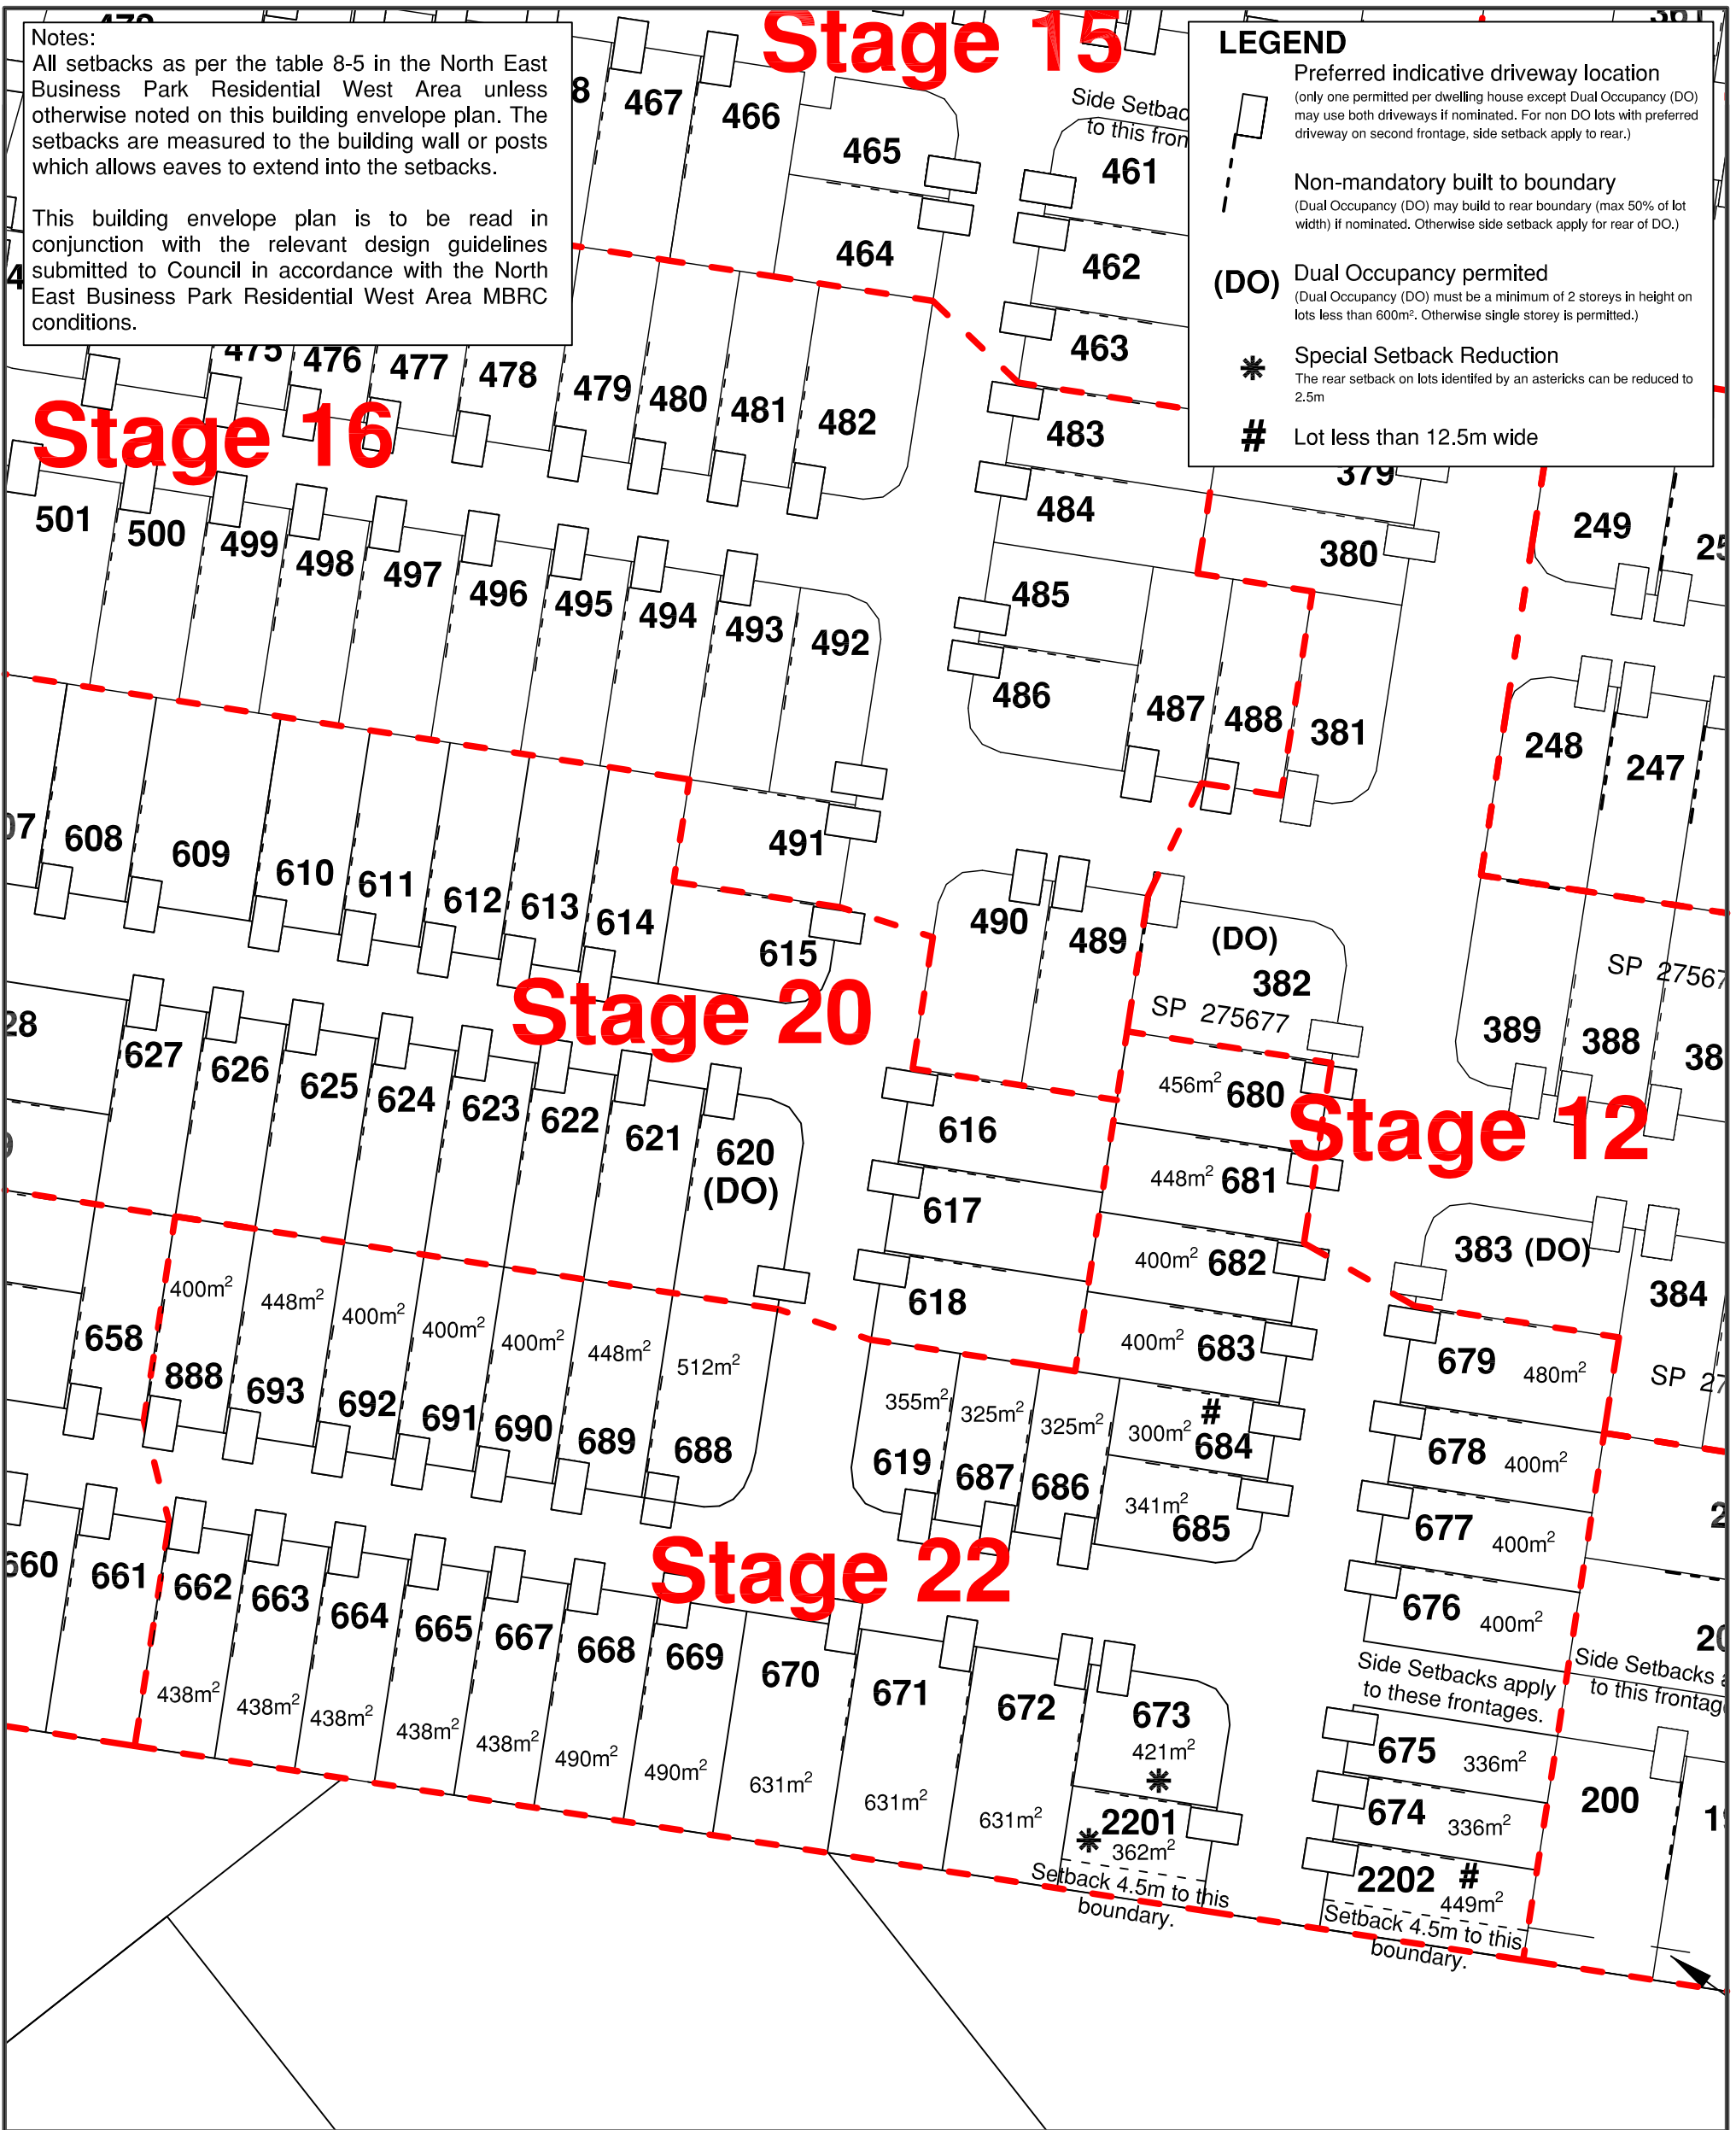 Notes:
All setbacks as per the table 8-5 in the North East
Business Park Residential West Area unless
otherwise noted on this building envelope plan. The
setbacks are measured to the building wall or posts
which allows eaves to extend into the setbacks.
This building envelope plan is to be read in
conjunction with the relevant design guidelines
submitted to Council in accordance with the North
East Business Park Residential West Area MBRC
conditions.
LEGEND
Preferred indicative driveway location
(only one permitted per dwelling house except Dual Occupancy (DO)
may use both driveways if nominated. For non DO lots with preferred
driveway on second frontage, side setback apply to rear.)
Non-mandatory built to boundary
(Dual Occupancy (DO) may build to rear boundary (max 50% of lot
width) if nominated. Otherwise side setback apply for rear of DO.)
(DO) Dual Occupancy permited
(Dual Occupancy (DO) must be a minimum of 2 storeys in height on
lots less than 600m². Otherwise single storey is permitted.)
Special Setback Reduction
The rear setback on lots identifed by an astericks can be reduced to
2.5m
# Lot less than 12.5m wide
Stage 15
467 466 465 464
Side Setbac
to this fron
461
462
463
475 476 477 478 479 480 481 482
Stage 16
483
484
485
486
487 488 381
379
380
249
248 247
501 500 499 498 497 496 495 494 493 492
491
608 609 610 611 612 613 614 615
490 489
(DO)
382
SP 275677
389 388
SP 27567
Stage 20
627 626 625 624 623 622 621 620
(DO)
616
617
618
456m² 680
448m² 681
400m² 682
400m² 683
#
300m² 684
341m² 685
Stage 12
383 (DO)
384
SP 27
679 480m²
678 400m²
677 400m²
676 400m²
658
400m² 448m² 400m² 400m² 400m² 448m² 512m²
888 693 692 691 690 689 688
355m² 325m² 325m²
619 687 686
Stage 22
660 661 662 663 664 665 667 668 669 670 671 672 673
438m² 438m² 438m² 438m² 438m² 490m² 490m² 631m² 631m² 631m² 421m²
2201
362m²
Setback 4.5m to this
boundary.
Side Setbacks apply
to these frontages.
Side Setbacks
to this frontag
675 336m²
674 336m²
2202 #
449m²
Setback 4.5m to this
boundary.
200